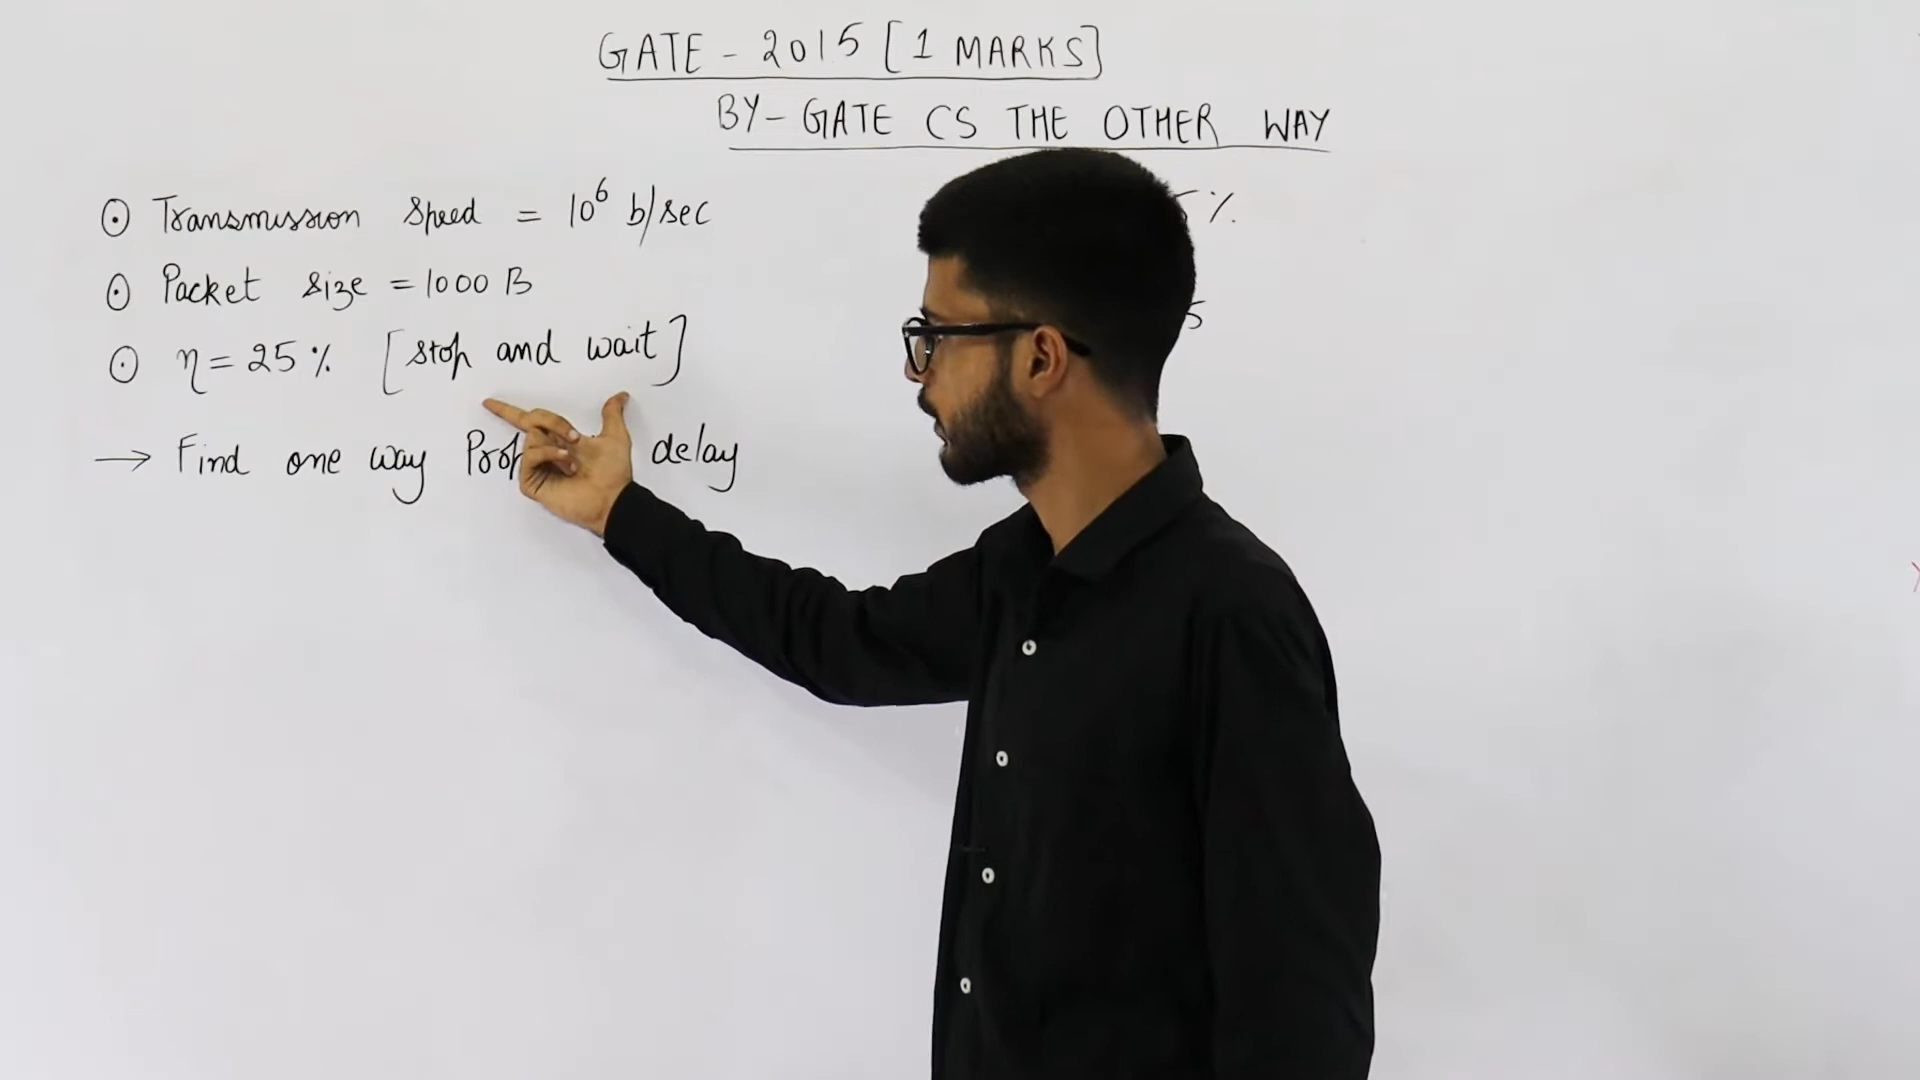 GATE - 2015 [1 MARKS]
BY - GATE CS THE OTHER WAY
⊙ Transmission Speed = 10⁶ b/sec
⊙ Packet size = 1000 B
⊙ η = 25 % [stop and wait]
→ Find one way delay
%
5